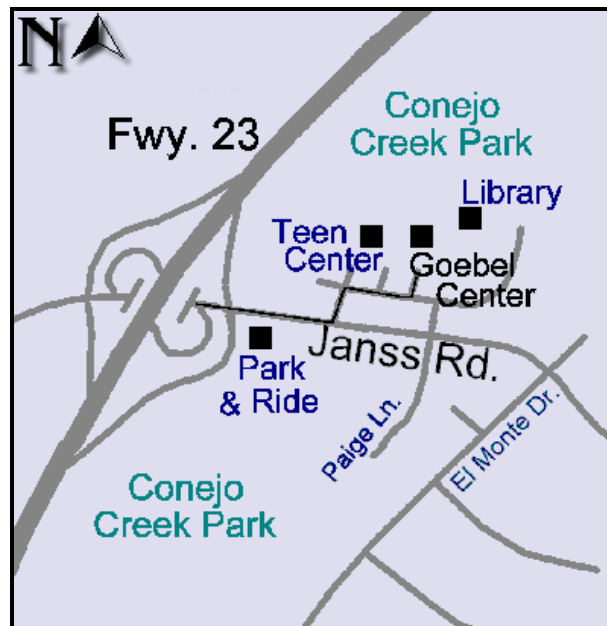 N
Conejo
Creek Park
Fwy. 23
Library
Teen
Center
Goebel
Center
Janss Rd.
Park
& Ride
Paige Ln.
El Monte Dr.
Conejo
Creek Park